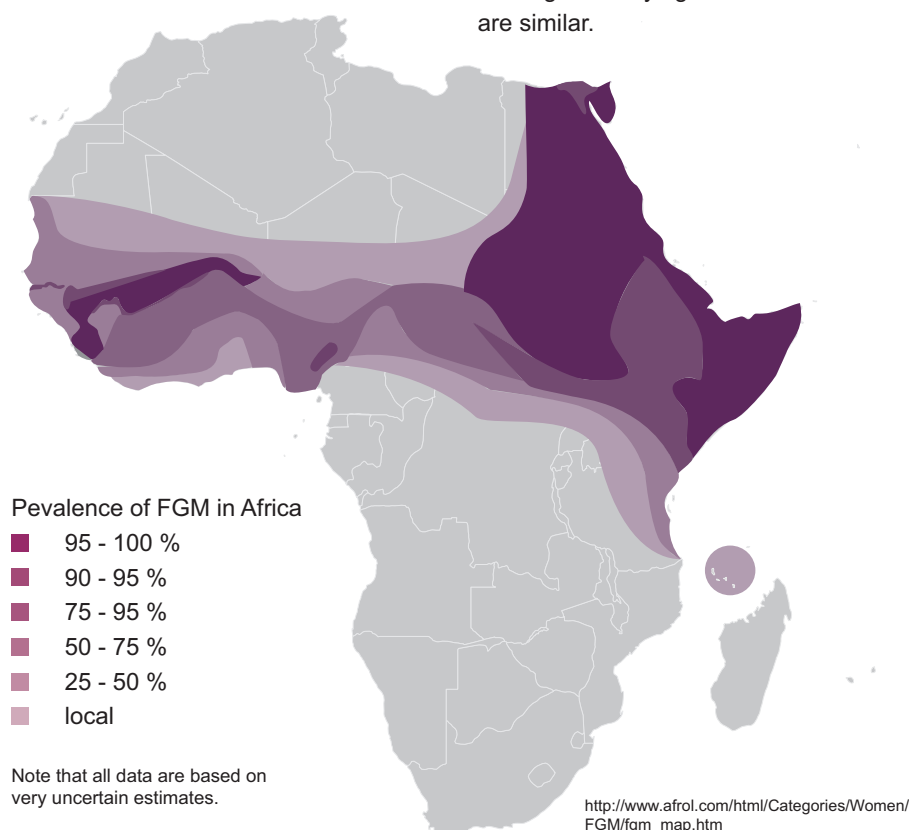 are similar.
Pevalence of FGM in Africa
95 - 100 %
90 - 95 %
75 - 95 %
50 - 75 %
25 - 50 %
local
Note that all data are based on
very uncertain estimates.
http://www.afrol.com/html/Categories/Women/
FGM/fgm_map.htm